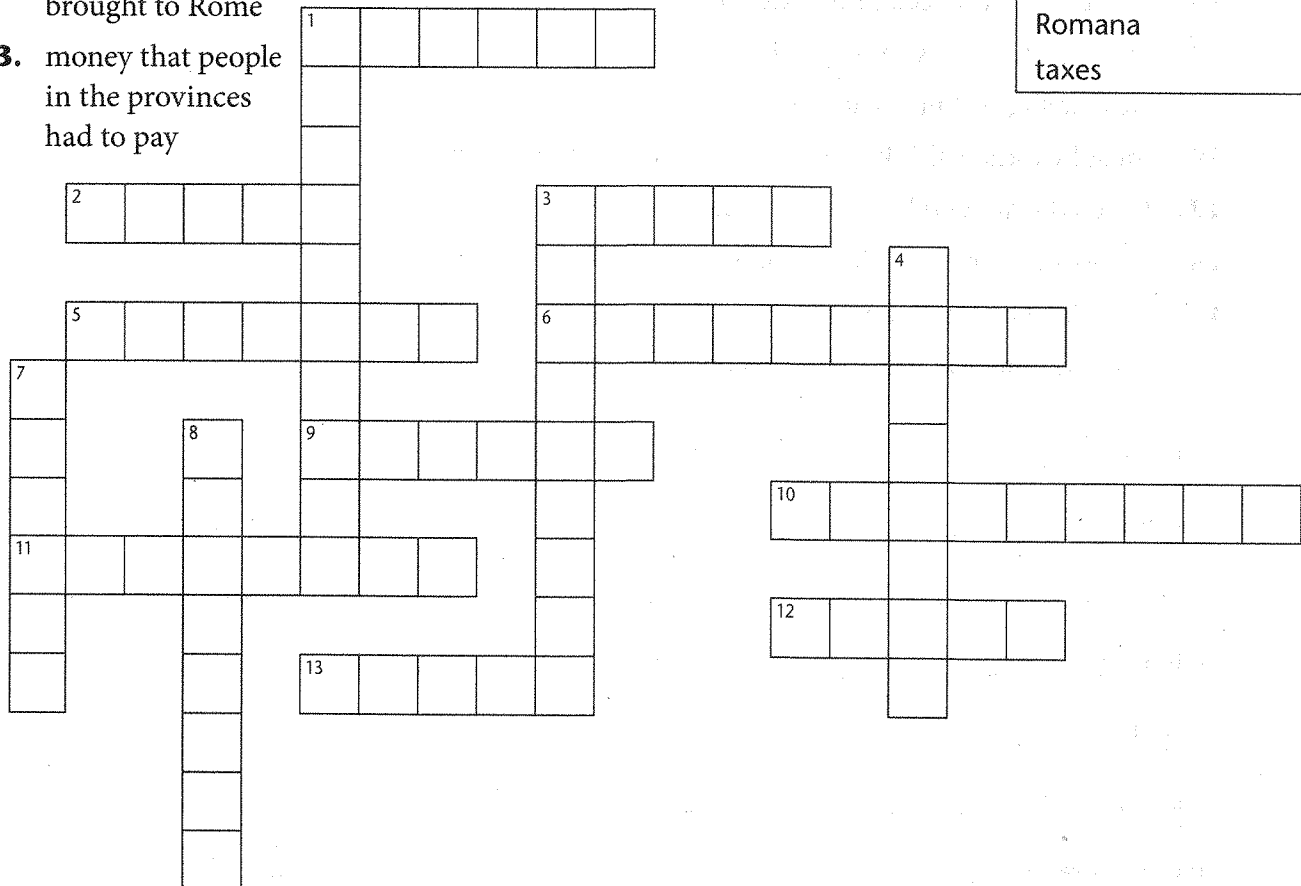 brought to Rome
3. money that people
in the provinces
had to pay
Romana
taxes
1
2
3
4
5
6
7
8
9
10
11
12
13